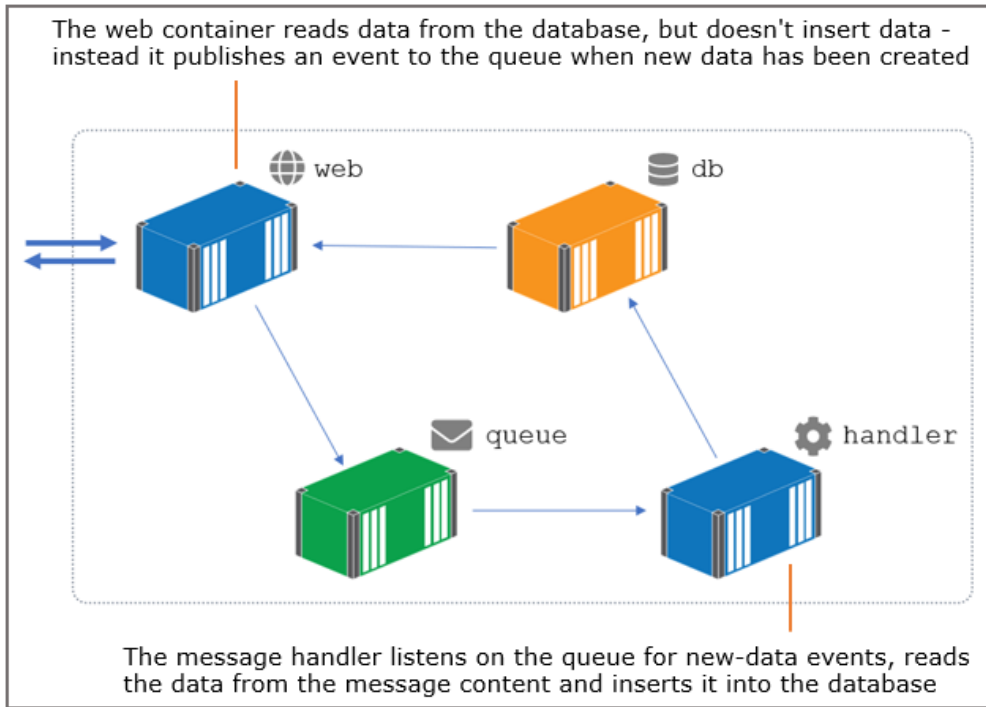 The web container reads data from the database, but doesn't insert data -
instead it publishes an event to the queue when new data has been created
web
db
queue
handler
The message handler listens on the queue for new-data events, reads
the data from the message content and inserts it into the database